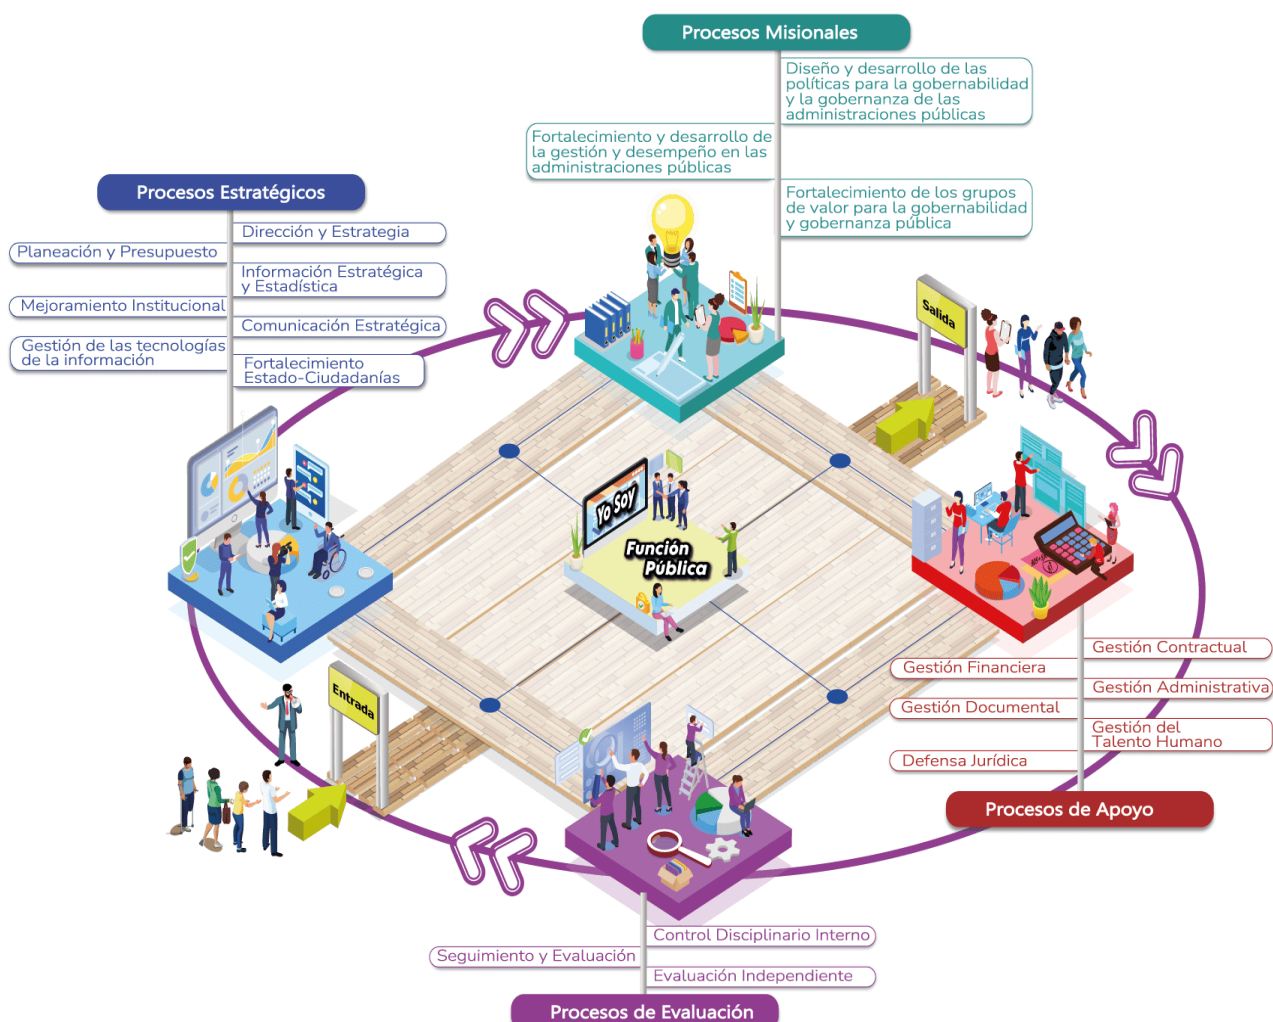 Procesos Misionales
Diseño y desarrollo de las
políticas para la gobernabilidad
y la gobernanza de las
administraciones públicas
Fortalecimiento y desarrollo de
la gestión y desempeño en las
administraciones públicas
Fortalecimiento de los grupos
de valor para la gobernabilidad
y gobernanza pública
Procesos Estratégicos
Dirección y Estrategia
Planeación y Presupuesto
Información Estratégica
y Estadística
Mejoramiento Institucional
Comunicación Estratégica
Gestión de las tecnologías
de la información
Fortalecimiento
Estado-Ciudadanías
Salida
Yo Soy
Función
Pública
Entrada
Gestión Contractual
Gestión Financiera
Gestión Administrativa
Gestión Documental
Gestión del
Talento Humano
Defensa Jurídica
Procesos de Apoyo
Control Disciplinario Interno
Seguimiento y Evaluación
Evaluación Independiente
Procesos de Evaluación